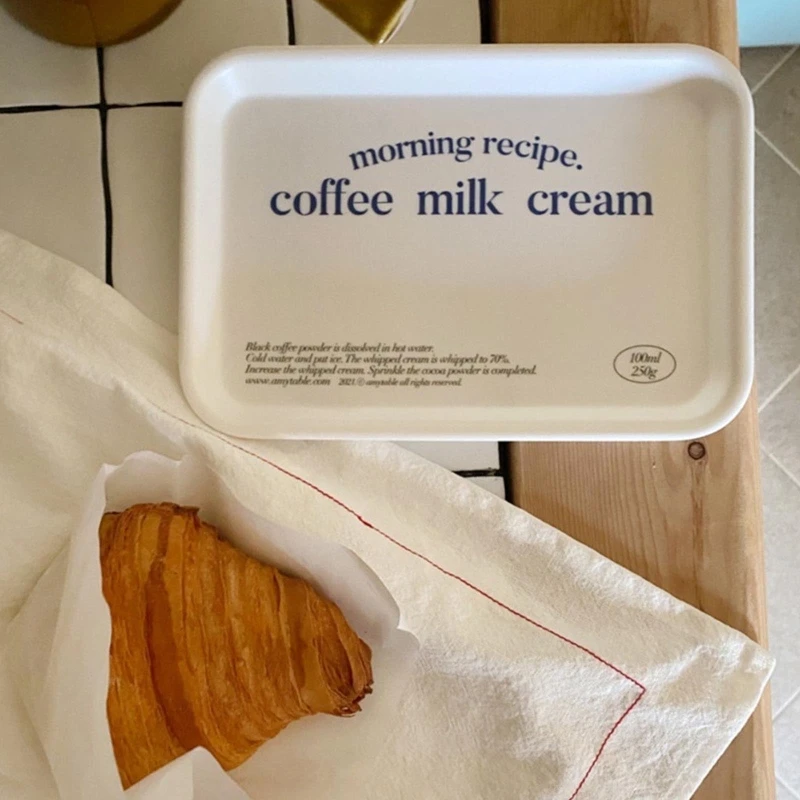 morning recipe.
coffee milk cream
Black coffee powder is dissolved in hot water.
Cold water and put ice. The whipped cream is whipped to 70%.
Increase the whipped cream. Sprinkle the cocoa powder is completed.
www.amytable.com 2021 ⓒ amytable all rights reserved.
100ml
250g